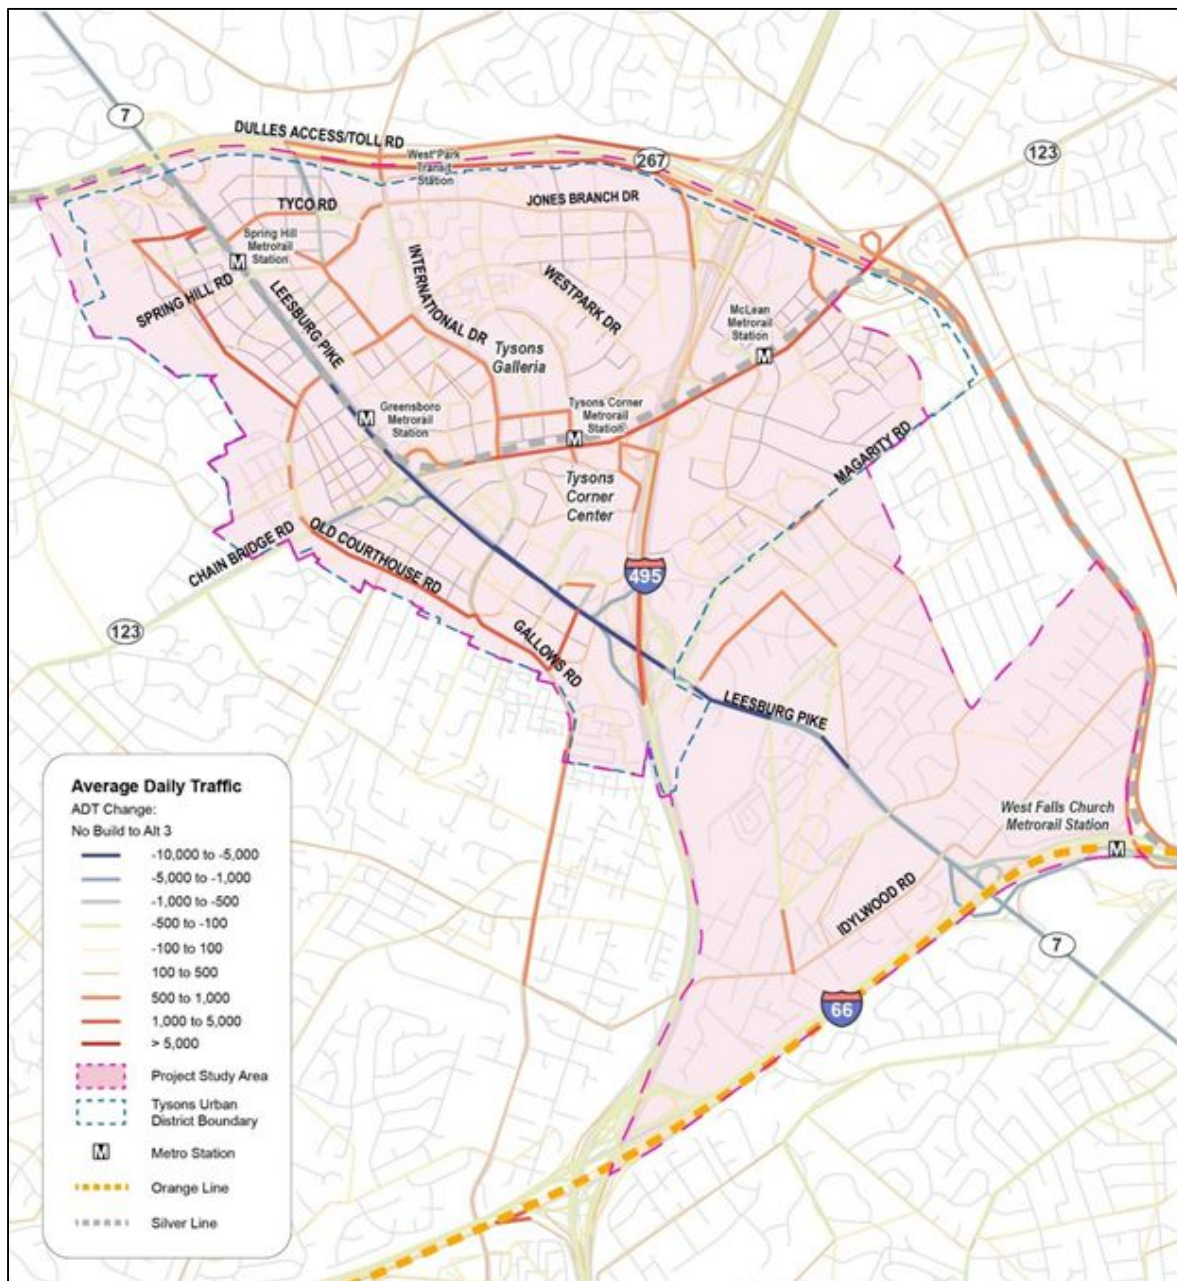 7
DULLES ACCESS/TOLL RD
West*Park
Transit
Station
267
123
TYCO RD
JONES BRANCH DR
Spring Hill
Metrorail
Station
M
SPRING HILL RD
LEESBURG PIKE
INTERNATIONAL DR
WESTPARK DR
McLean
Metrorail
Station
M
Tysons
Galleria
Greensboro
Metrorail
Station
M
Tysons Corner
Metrorail
Station
M
MAGARITY RD
Tysons
Corner
Center
CHAIN BRIDGE RD
OLD COURTHOUSE RD
495
123
GALLOWS RD
LEESBURG PIKE
West Falls Church
Metrorail Station
M
IDYLWOOD RD
7
66
Average Daily Traffic
ADT Change:
No Build to Alt 3
-10,000 to -5,000
-5,000 to -1,000
-1,000 to -500
-500 to -100
-100 to 100
100 to 500
500 to 1,000
1,000 to 5,000
> 5,000
Project Study Area
Tysons Urban
District Boundary
M
Metro Station
Orange Line
Silver Line